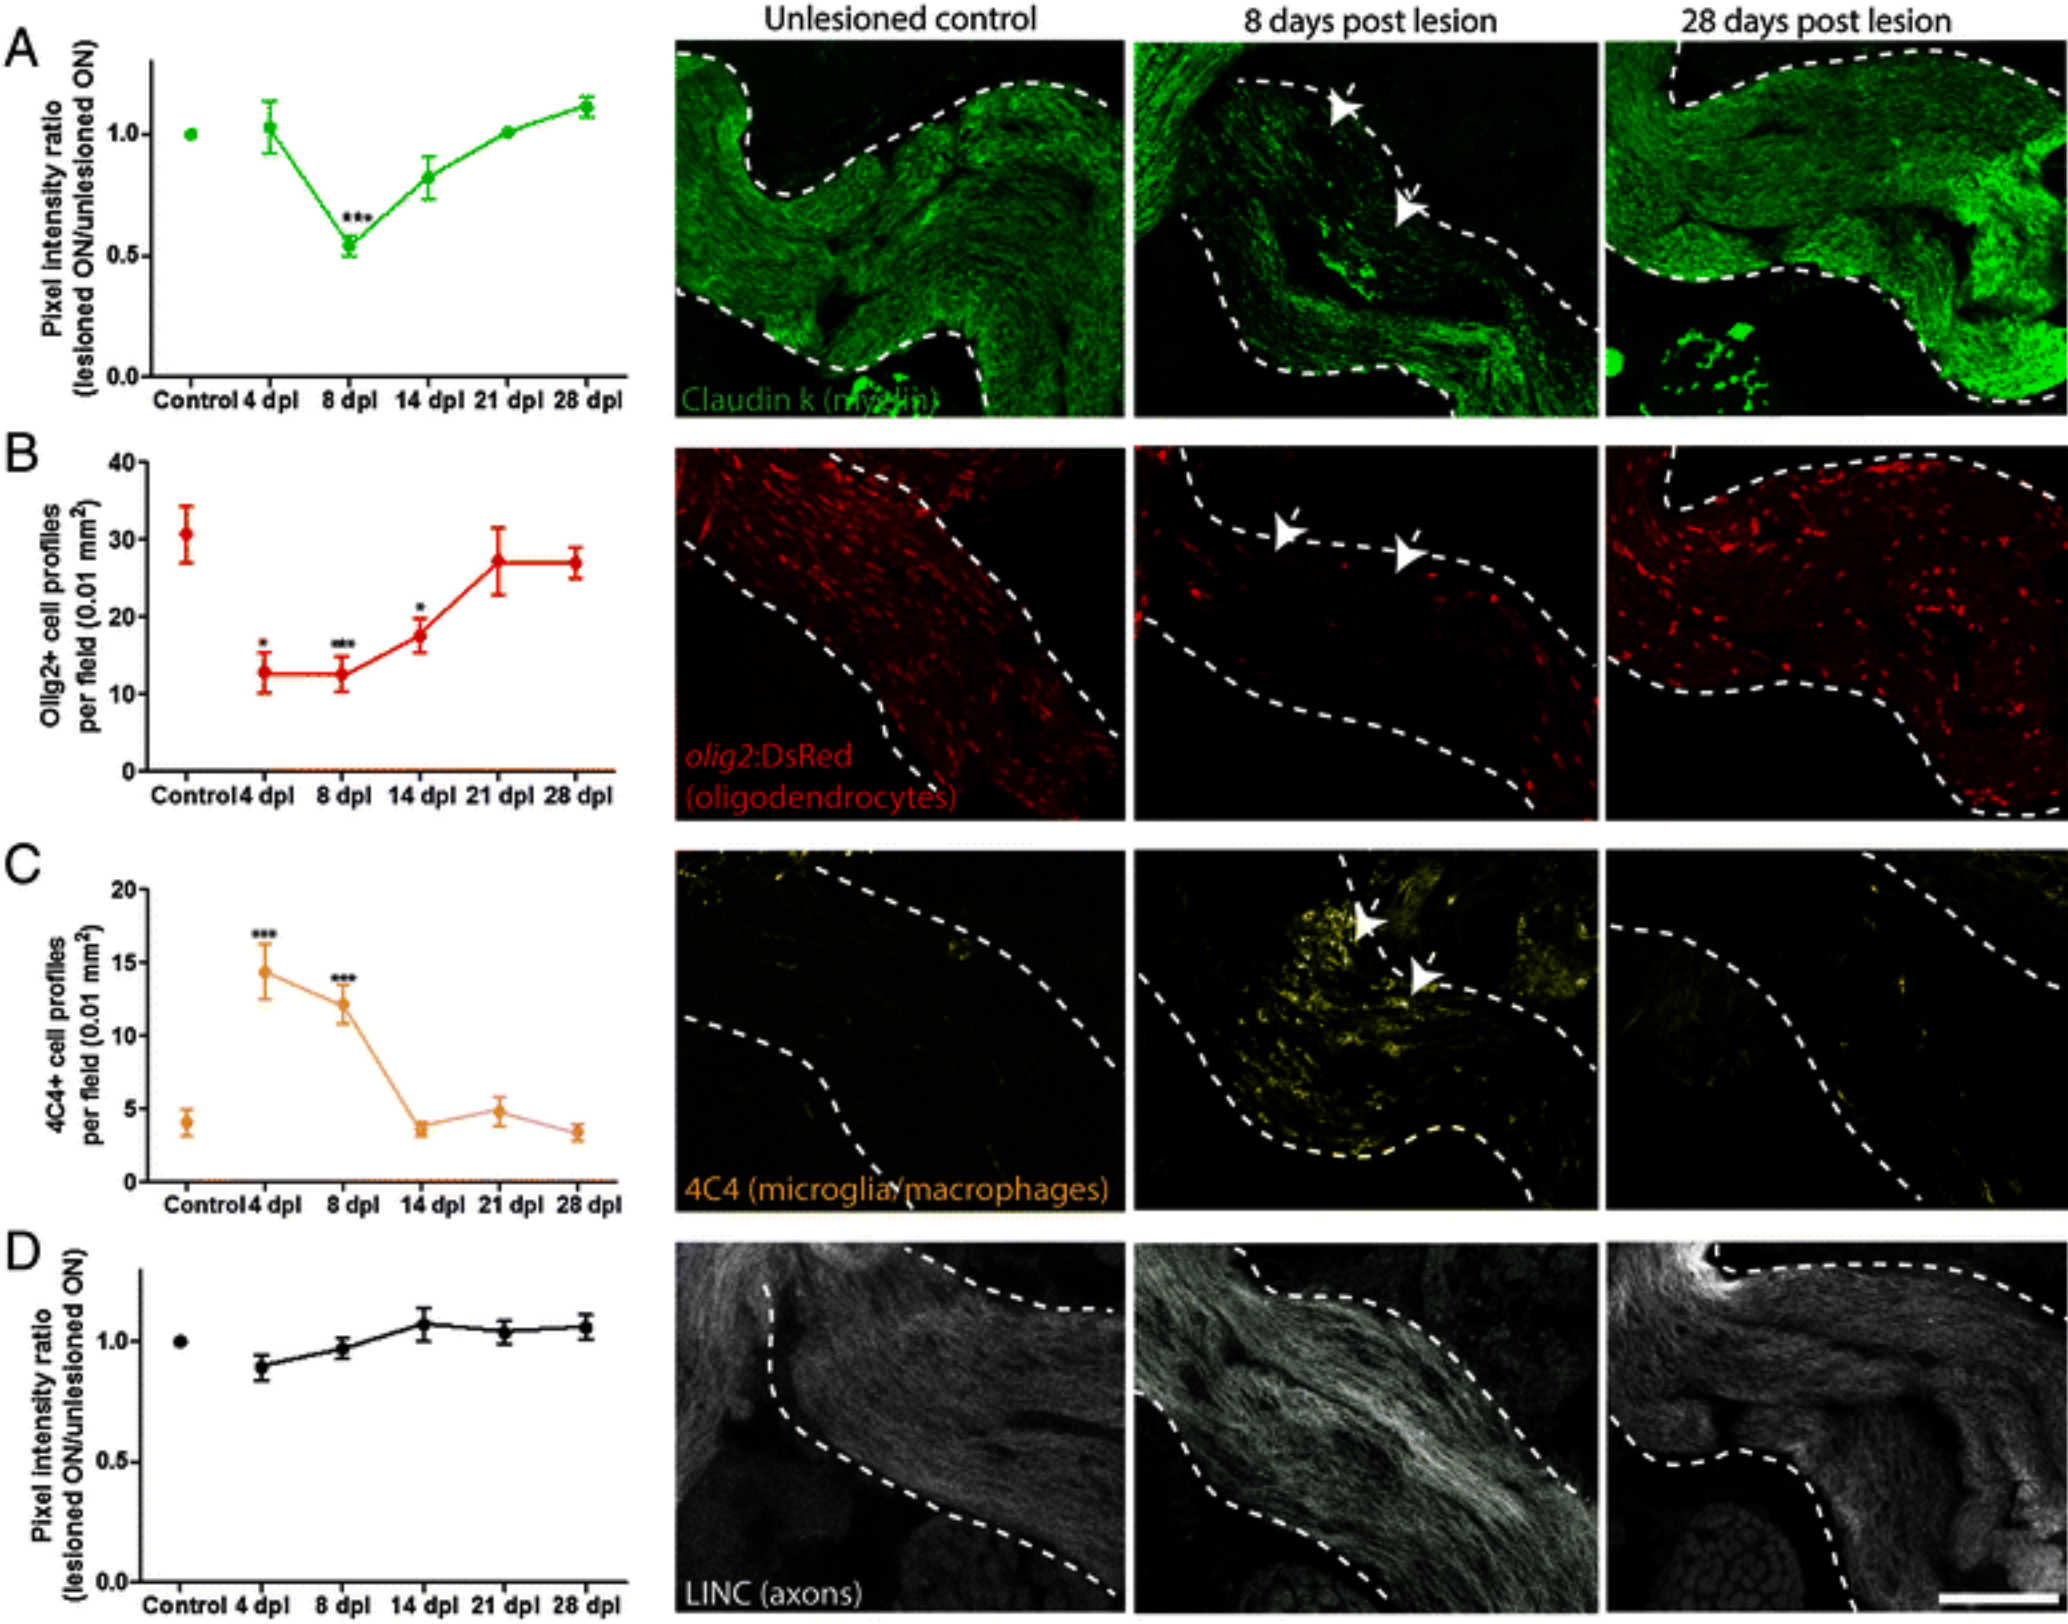 Unlesioned control
8 days post lesion
28 days post lesion
A
Pixel intensity ratio
(lesioned ON/unlesioned ON)
1.0
0.5
0.0
***
Control 4 dpl 8 dpl 14 dpl 21 dpl 28 dpl
Claudin k (myelin)
B
Olig2+ cell profiles
per field (0.01 mm²)
40
30
20
10
0
*
***
*
Control 4 dpl 8 dpl 14 dpl 21 dpl 28 dpl
olig2:DsRed
(oligodendrocytes)
C
4C4+ cell profiles
per field (0.01 mm²)
20
15
10
5
0
***
***
Control 4 dpl 8 dpl 14 dpl 21 dpl 28 dpl
4C4 (microglia/macrophages)
D
Pixel intensity ratio
(lesioned ON/unlesioned ON)
1.0
0.5
0.0
Control 4 dpl 8 dpl 14 dpl 21 dpl 28 dpl
LINC (axons)